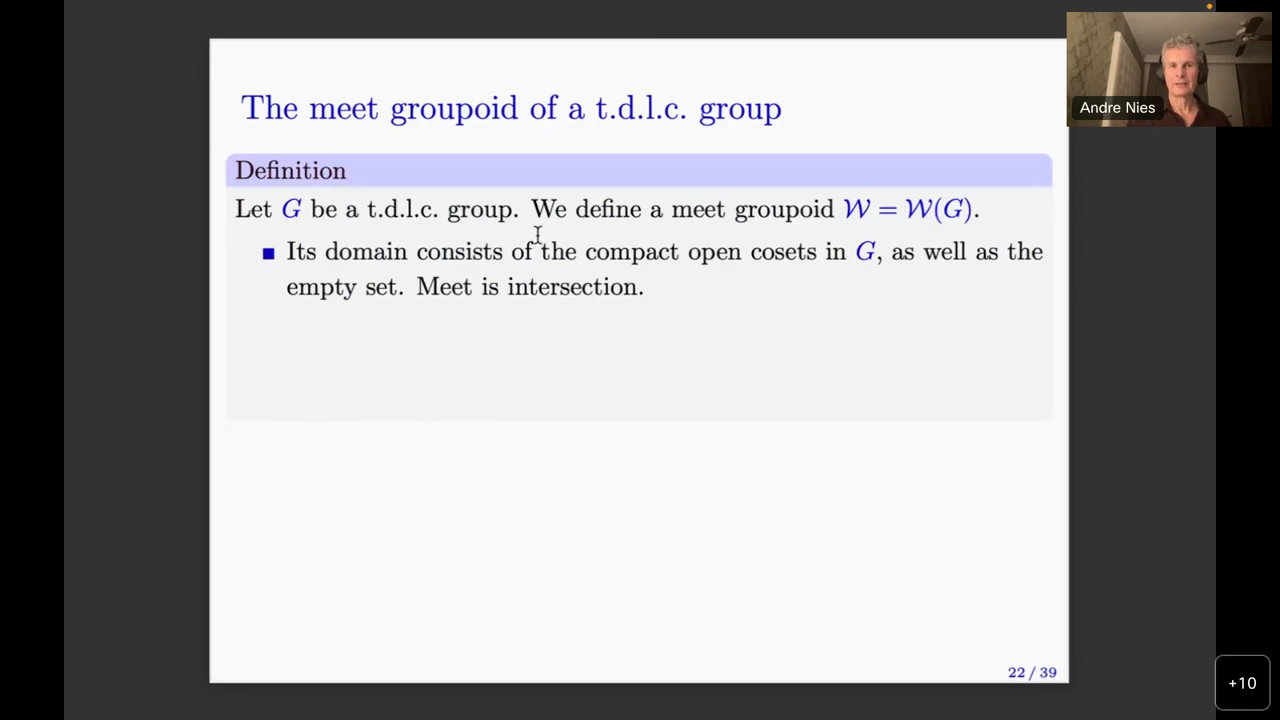 The meet groupoid of a t.d.l.c. group
Andre Nies
Definition
Let G be a t.d.l.c. group. We define a meet groupoid 𝒲 = 𝒲(G).
■ Its domain consists of the compact open cosets in G, as well as the
empty set. Meet is intersection.
22 / 39
+10